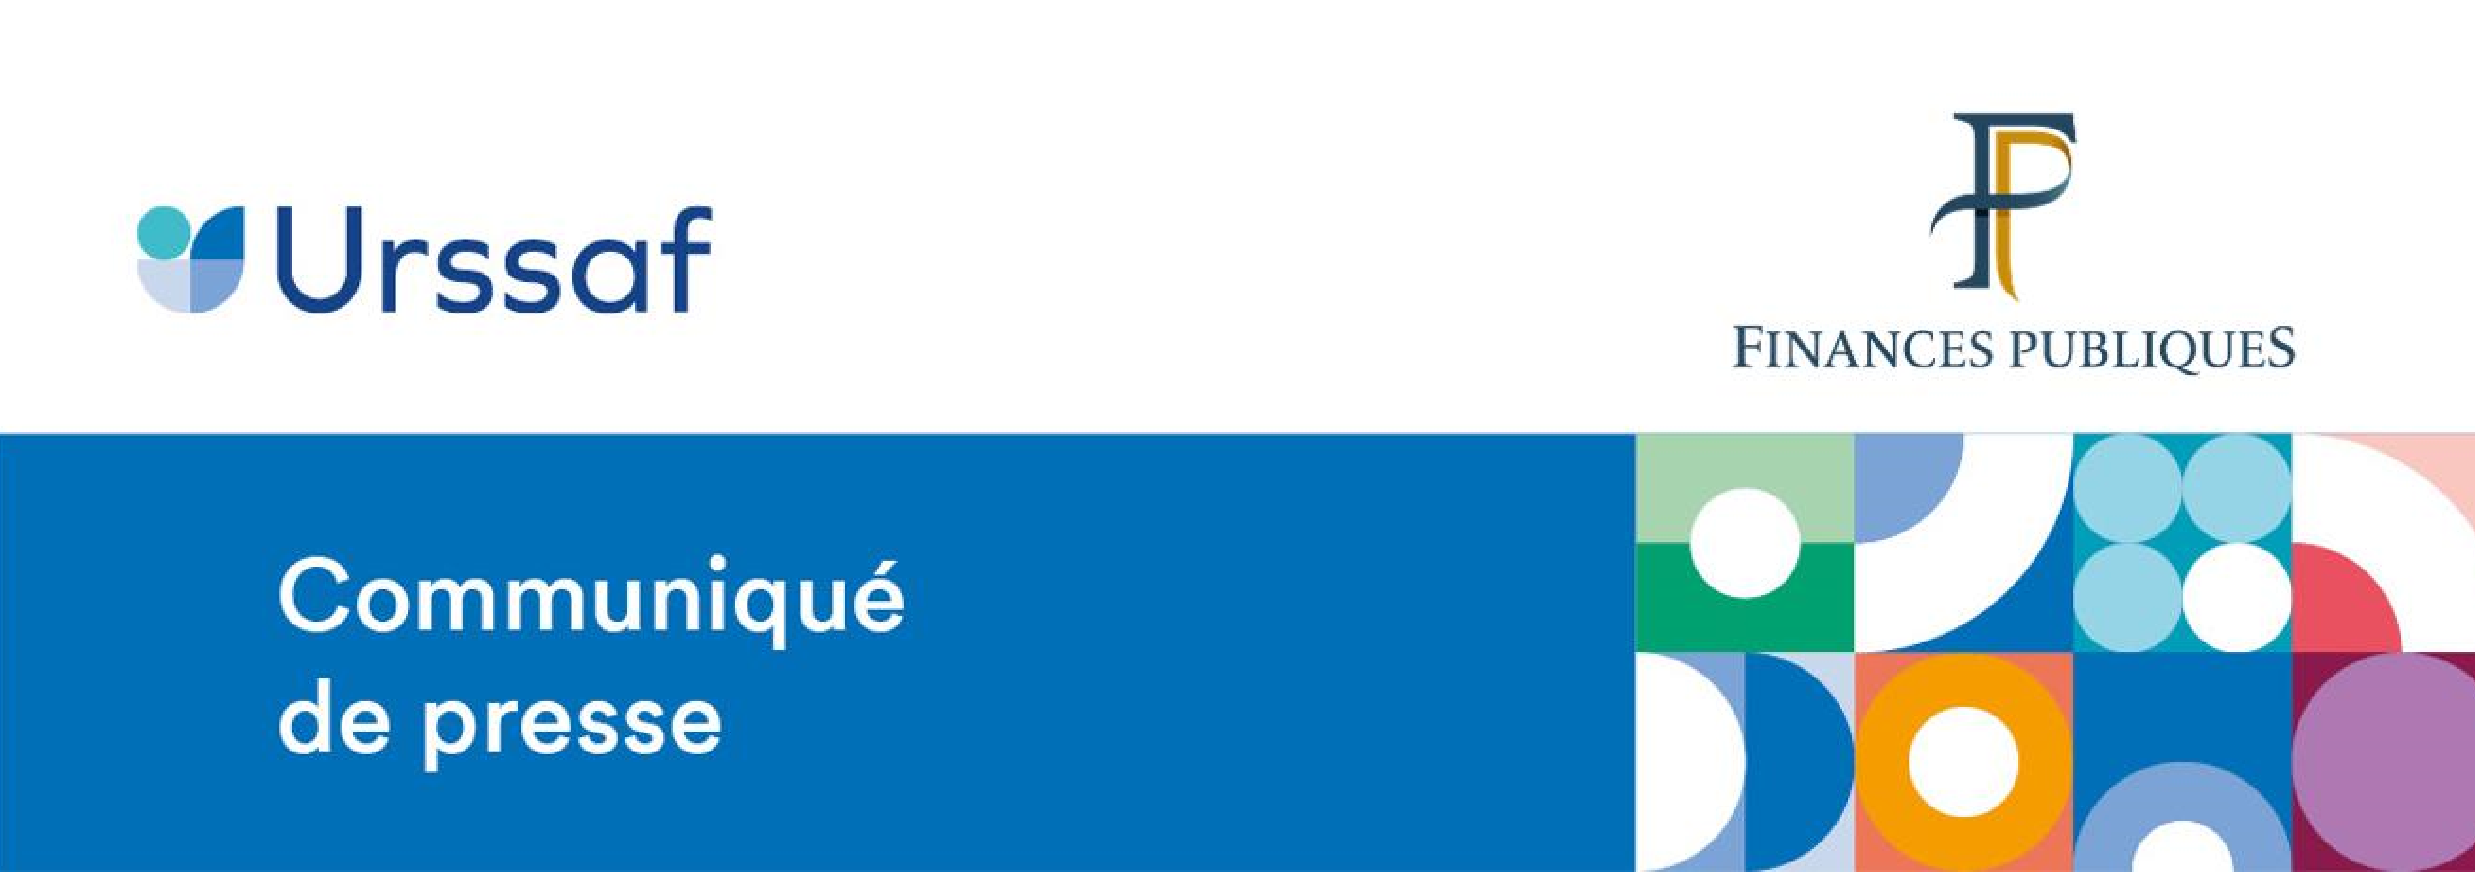 Urssaf
FINANCES PUBLIQUES
Communiqué
de presse